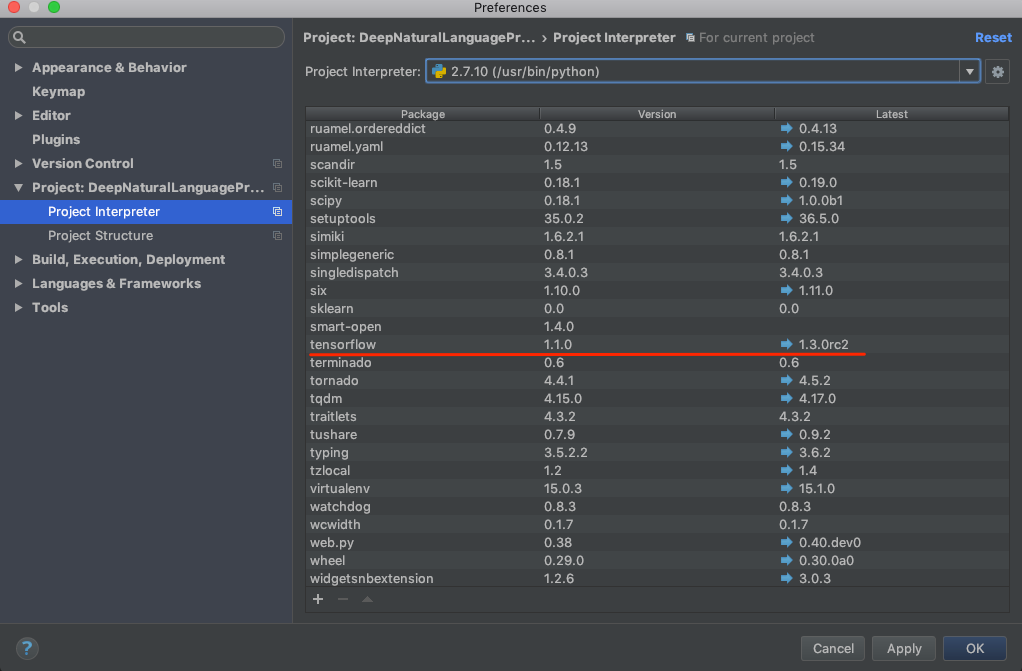 Preferences
Project: DeepNaturalLanguagePr... › Project Interpreter For current project Reset
Project Interpreter: 2.7.10 (/usr/bin/python)
Appearance & Behavior
Keymap
Editor
Plugins
Version Control
Project: DeepNaturalLanguagePr...
Project Interpreter
Project Structure
Build, Execution, Deployment
Languages & Frameworks
Tools
Package Version Latest
ruamel.ordereddict 0.4.9 0.4.13
ruamel.yaml 0.12.13 0.15.34
scandir 1.5 1.5
scikit-learn 0.18.1 0.19.0
scipy 0.18.1 1.0.0b1
setuptools 35.0.2 36.5.0
simiki 1.6.2.1 1.6.2.1
simplegeneric 0.8.1 0.8.1
singledispatch 3.4.0.3 3.4.0.3
six 1.10.0 1.11.0
sklearn 0.0 0.0
smart-open 1.4.0
tensorflow 1.1.0 1.3.0rc2
terminado 0.6 0.6
tornado 4.4.1 4.5.2
tqdm 4.15.0 4.17.0
traitlets 4.3.2 4.3.2
tushare 0.7.9 0.9.2
typing 3.5.2.2 3.6.2
tzlocal 1.2 1.4
virtualenv 15.0.3 15.1.0
watchdog 0.8.3 0.8.3
wcwidth 0.1.7 0.1.7
web.py 0.38 0.40.dev0
wheel 0.29.0 0.30.0a0
widgetsnbextension 1.2.6 3.0.3
? Cancel Apply OK